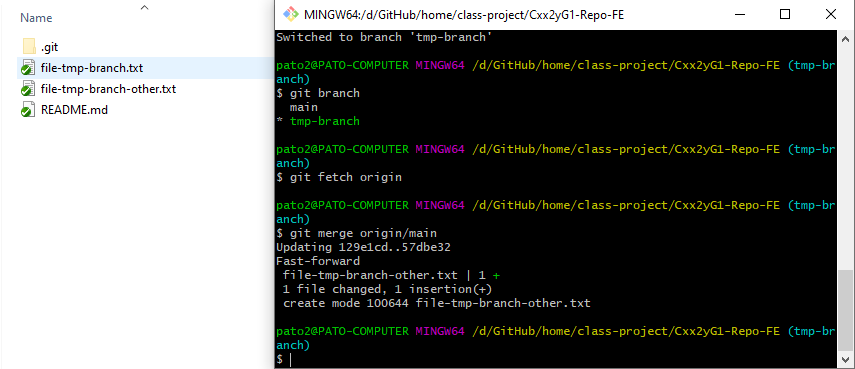 Name
.git
file-tmp-branch.txt
file-tmp-branch-other.txt
README.md
MINGW64:/d/GitHub/home/class-project/Cxx2yG1-Repo-FE
Switched to branch 'tmp-branch'
pato2@PATO-COMPUTER MINGW64 /d/GitHub/home/class-project/Cxx2yG1-Repo-FE (tmp-br
anch)
$ git branch
  main
* tmp-branch
pato2@PATO-COMPUTER MINGW64 /d/GitHub/home/class-project/Cxx2yG1-Repo-FE (tmp-br
anch)
$ git fetch origin
pato2@PATO-COMPUTER MINGW64 /d/GitHub/home/class-project/Cxx2yG1-Repo-FE (tmp-br
anch)
$ git merge origin/main
Updating 129e1cd..57dbe32
Fast-forward
 file-tmp-branch-other.txt | 1 +
 1 file changed, 1 insertion(+)
 create mode 100644 file-tmp-branch-other.txt
pato2@PATO-COMPUTER MINGW64 /d/GitHub/home/class-project/Cxx2yG1-Repo-FE (tmp-br
anch)
$